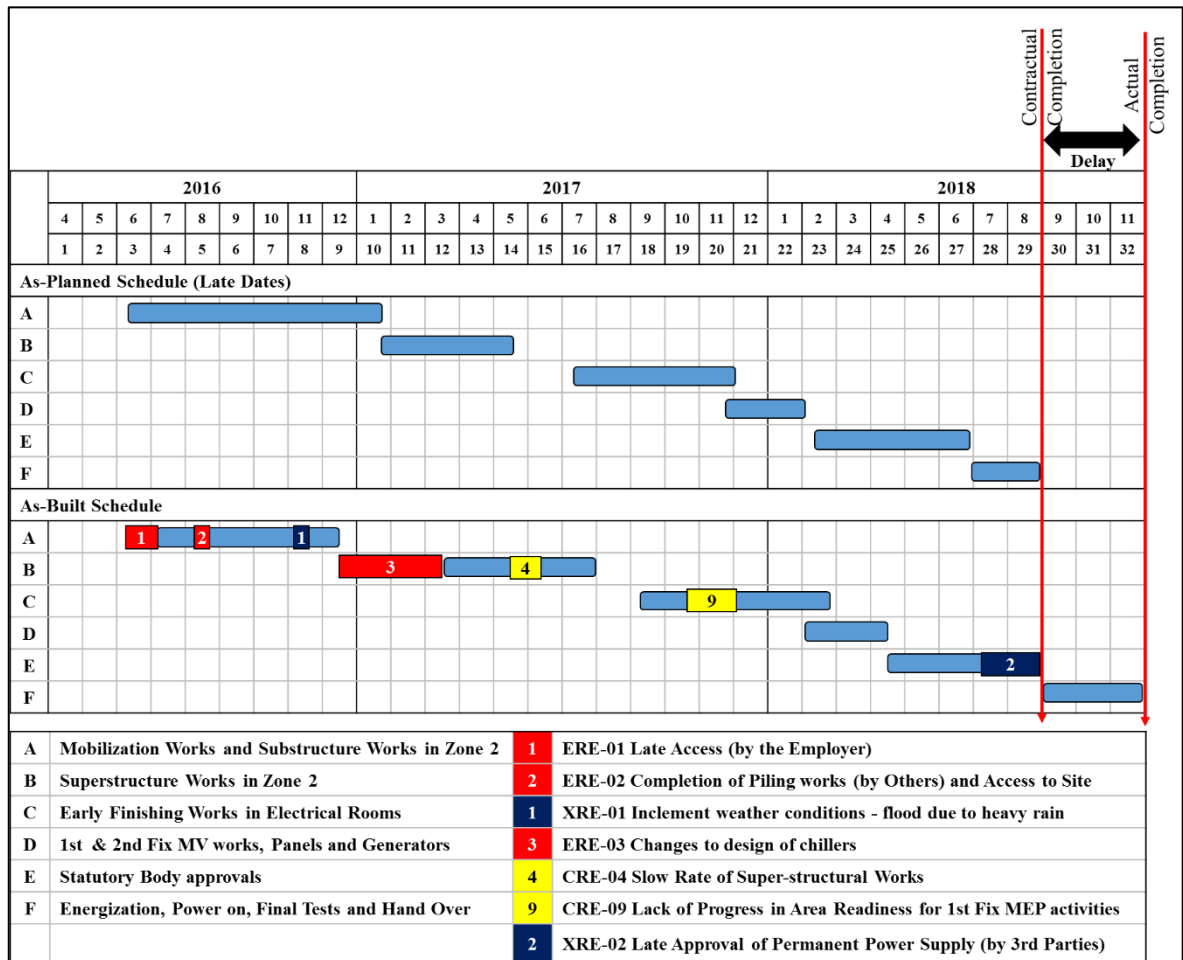 Contractual
Completion
Actual
Completion
Delay
2016 2017 2018
4 5 6 7 8 9 10 11 12 1 2 3 4 5 6 7 8 9 10 11 12 1 2 3 4 5 6 7 8 9 10 11
1 2 3 4 5 6 7 8 9 10 11 12 13 14 15 16 17 18 19 20 21 22 23 24 25 26 27 28 29 30 31 32
As-Planned Schedule (Late Dates)
A
B
C
D
E
F
As-Built Schedule
A 1 2 1
B 3 4
C 9
D
E 2
F
A Mobilization Works and Substructure Works in Zone 2 1 ERE-01 Late Access (by the Employer)
B Superstructure Works in Zone 2 2 ERE-02 Completion of Piling works (by Others) and Access to Site
C Early Finishing Works in Electrical Rooms 1 XRE-01 Inclement weather conditions - flood due to heavy rain
D 1st & 2nd Fix MV works, Panels and Generators 3 ERE-03 Changes to design of chillers
E Statutory Body approvals 4 CRE-04 Slow Rate of Super-structural Works
F Energization, Power on, Final Tests and Hand Over 9 CRE-09 Lack of Progress in Area Readiness for 1st Fix MEP activities
2 XRE-02 Late Approval of Permanent Power Supply (by 3rd Parties)